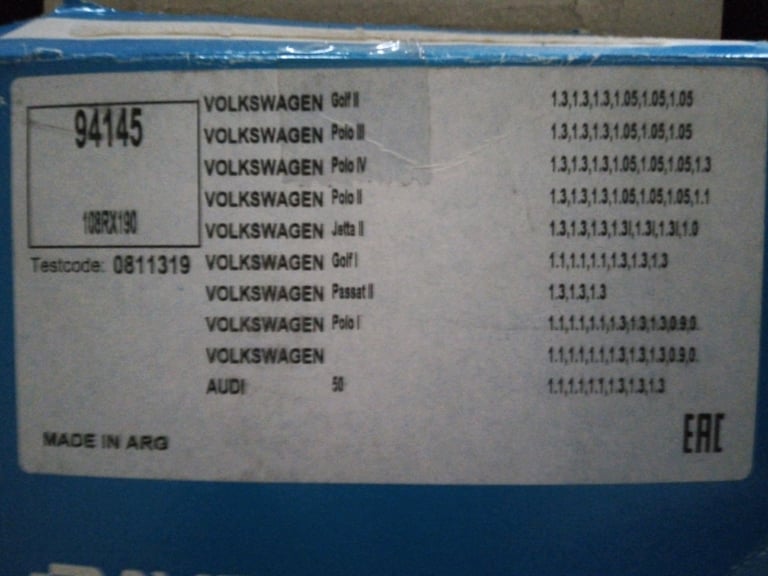 94145
108RX190
Testcode: 0811319
VOLKSWAGEN Golf II 1.3,1.3,1.3,1.05,1.05,1.05
VOLKSWAGEN Polo III 1.3,1.3,1.3,1.05,1.05,1.05
VOLKSWAGEN Polo IV 1.3,1.3,1.3,1.05,1.05,1.05,1.3
VOLKSWAGEN Polo II 1.3,1.3,1.3,1.05,1.05,1.05,1.1
VOLKSWAGEN Jetta II 1.3,1.3,1.3,1.3i,1.3i,1.3i,1.0
VOLKSWAGEN Golf I 1.1,1.1,1.1,1.3,1.3,1.3
VOLKSWAGEN Passat II 1.3,1.3,1.3
VOLKSWAGEN Polo I 1.1,1.1,1.1,1.3,1.3,1.3,0.9,0.
VOLKSWAGEN 1.1,1.1,1.1,1.3,1.3,1.3,0.9,0.
AUDI 50 1.1,1.1,1.1,1.3,1.3,1.3
MADE IN ARG
EAC